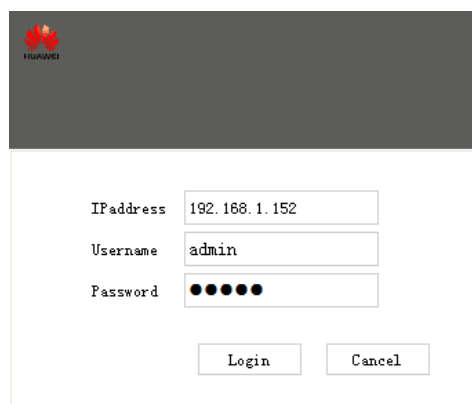 HUAWEI
IPaddress 192.168.1.152
Username admin
Password ●●●●●
Login Cancel